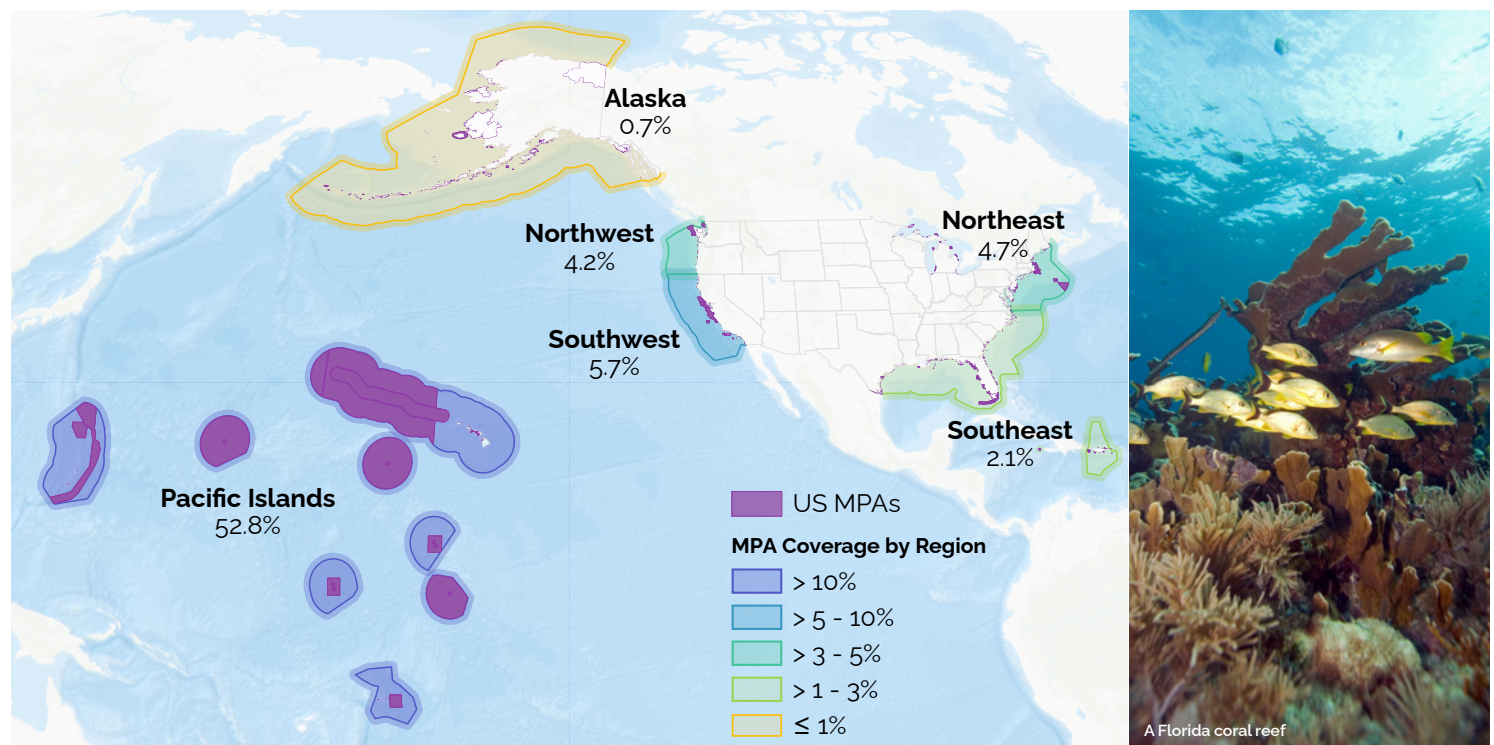 Alaska
0.7%
Northwest
4.2%
Northeast
4.7%
Southwest
5.7%
Southeast
2.1%
Pacific Islands
52.8%
US MPAs
MPA Coverage by Region
> 10%
> 5 - 10%
> 3 - 5%
> 1 - 3%
≤ 1%
A Florida coral reef